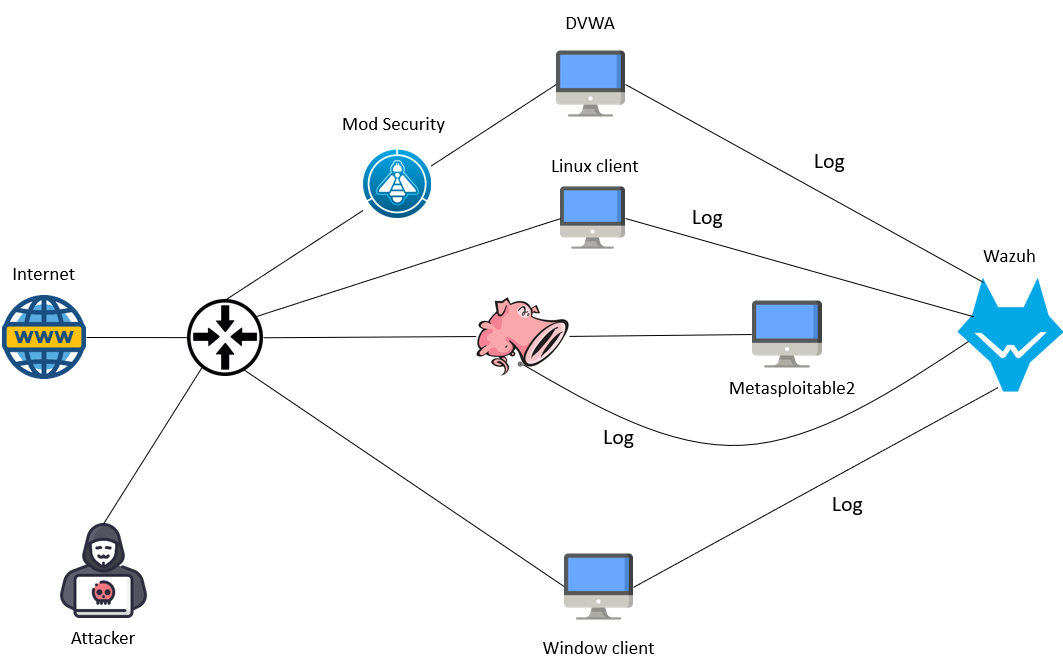 DVWA
Mod Security
Log
Linux client
Log
Internet
WWW
Wazuh
Metasploitable2
Log
Log
Attacker
Window client